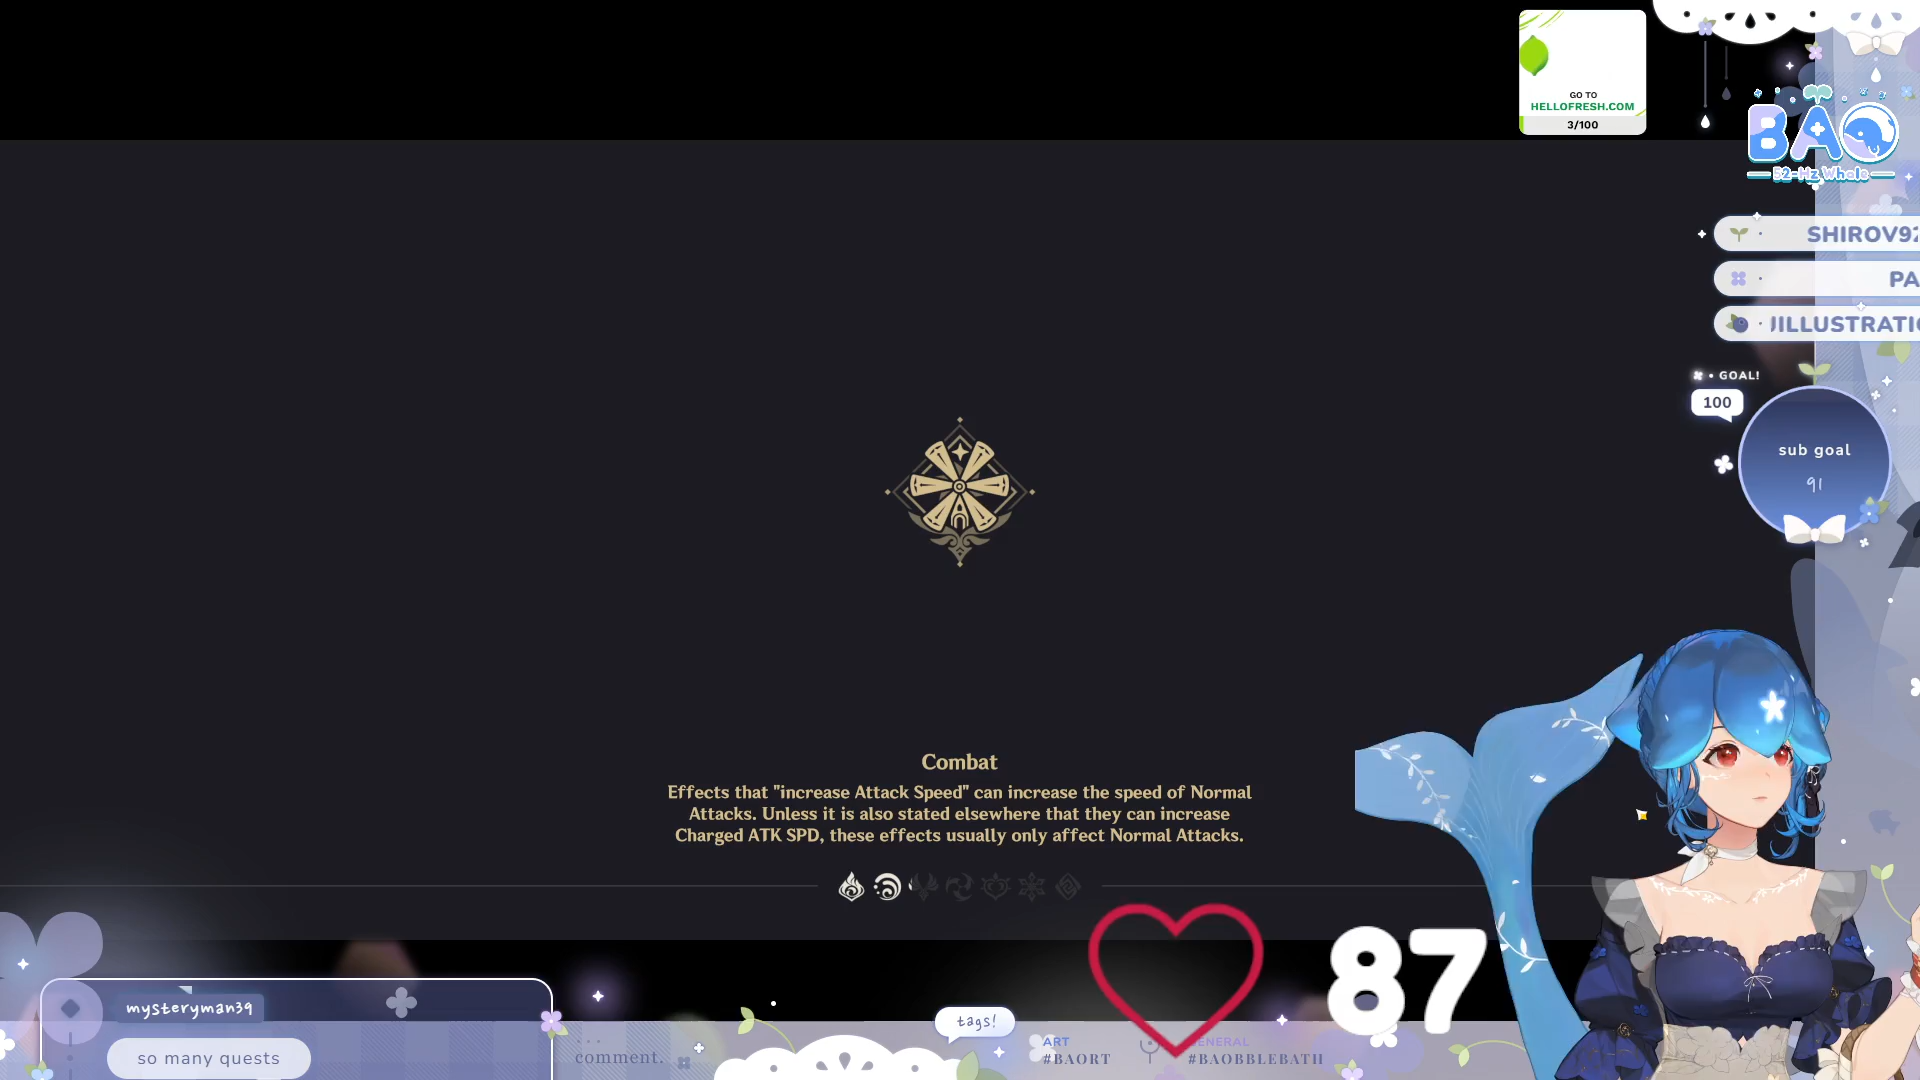 GO TO
HELLOFRESH.COM
3/100
BAO
52-Hz Whale
SHIROV9
PA
ILLUSTRATI
• GOAL!
100
sub goal
91
Combat
Effects that "increase Attack Speed" can increase the speed of Normal
Attacks. Unless it is also stated elsewhere that they can increase
Charged ATK SPD, these effects usually only affect Normal Attacks.
87
mysteryman39
so many quests
comment.
tags!
ART
#BAORT
GENERAL
#BAOBBLEBATH